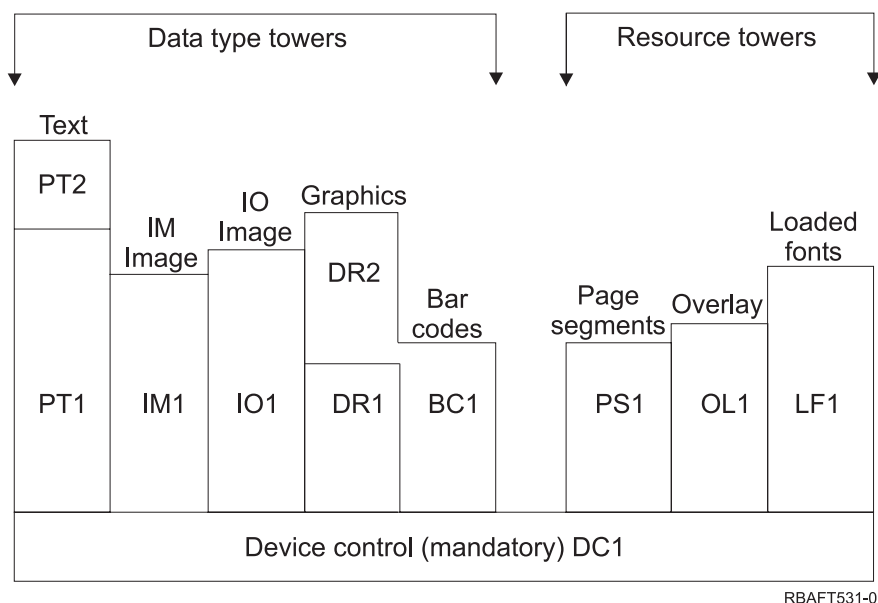 Data type towers
Resource towers
Text
PT2
PT1
IM
Image
IM1
IO
Image
IO1
Graphics
DR2
DR1
Bar
codes
BC1
Page
segments
PS1
Overlay
OL1
Loaded
fonts
LF1
Device control (mandatory) DC1
RBAFT531-0